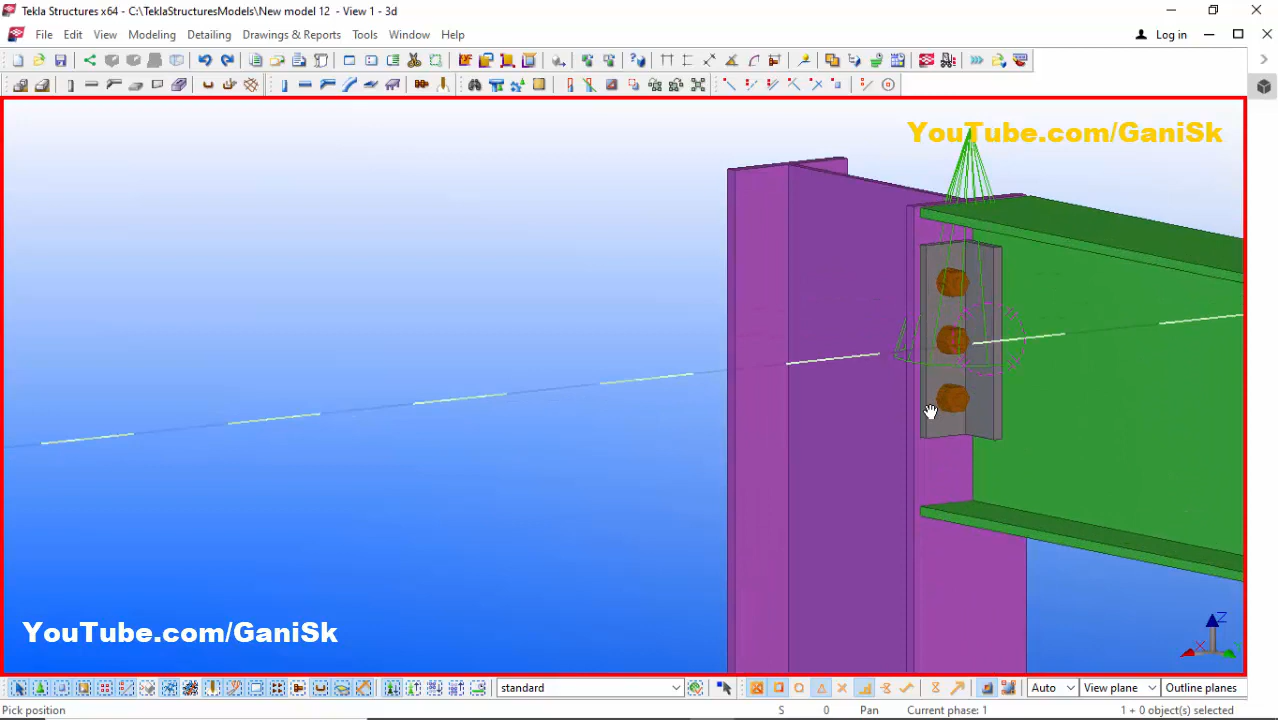 Tekla Structures x64 - C:\TeklaStructuresModels\New model 12 - View 1 - 3d
File Edit View Modeling Detailing Drawings & Reports Tools Window Help Log in
YouTube.com/GaniSk
YouTube.com/GaniSk
Z
X
standard Auto View plane Outline planes
Pick position S 0 Pan Current phase: 1 1 + 0 object(s) selected